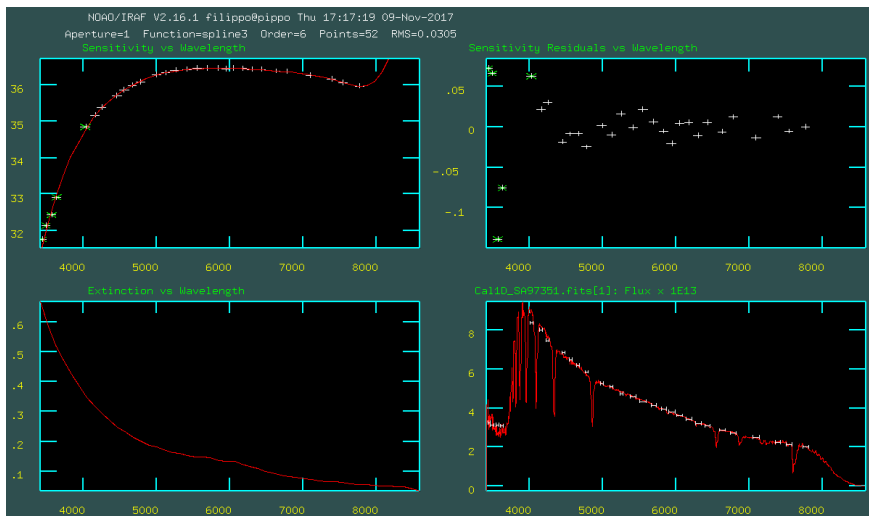 NOAO/IRAF V2.16.1 filippo@pippo Thu 17:17:19 09-Nov-2017
Aperture=1 Function=spline3 Order=6 Points=52 RMS=0.0305
Sensitivity vs Wavelength
36
35
34
33
32
4000 5000 6000 7000 8000
Sensitivity Residuals vs Wavelength
.05
0
-.05
-.1
4000 5000 6000 7000 8000
Extinction vs Wavelength
.6
.5
.4
.3
.2
.1
4000 5000 6000 7000 8000
Cal1D_SA97351.fits[1]: Flux x 1E13
8
6
4
2
0
4000 5000 6000 7000 8000